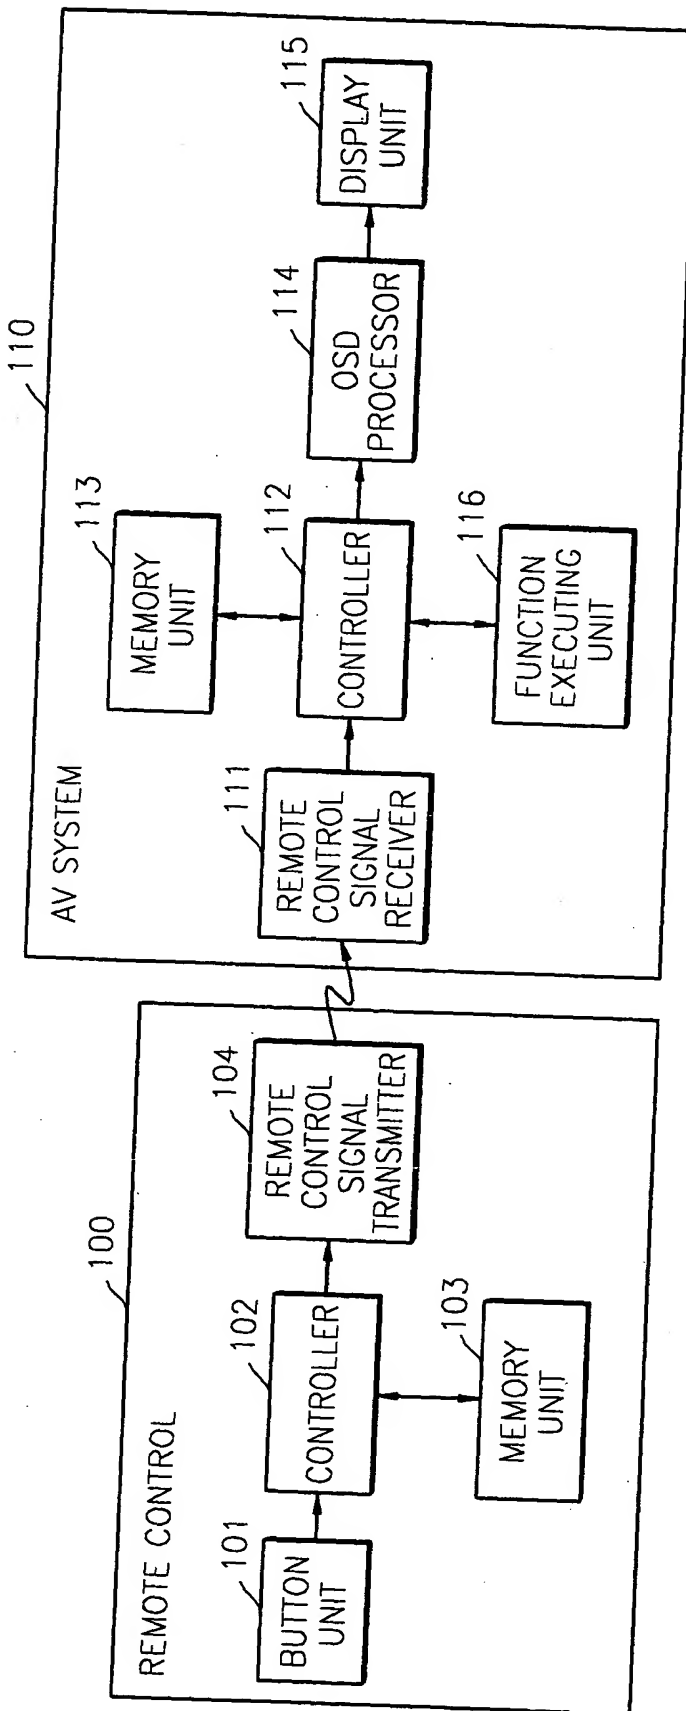 REMOTE CONTROL
100
101
BUTTON
UNIT
102
CONTROLLER
103
MEMORY
UNIT
104
REMOTE
CONTROL
SIGNAL
TRANSMITTER
AV SYSTEM
110
111
REMOTE
CONTROL
SIGNAL
RECEIVER
112
CONTROLLER
113
MEMORY
UNIT
114
OSD
PROCESSOR
115
DISPLAY
UNIT
116
FUNCTION
EXECUTING
UNIT